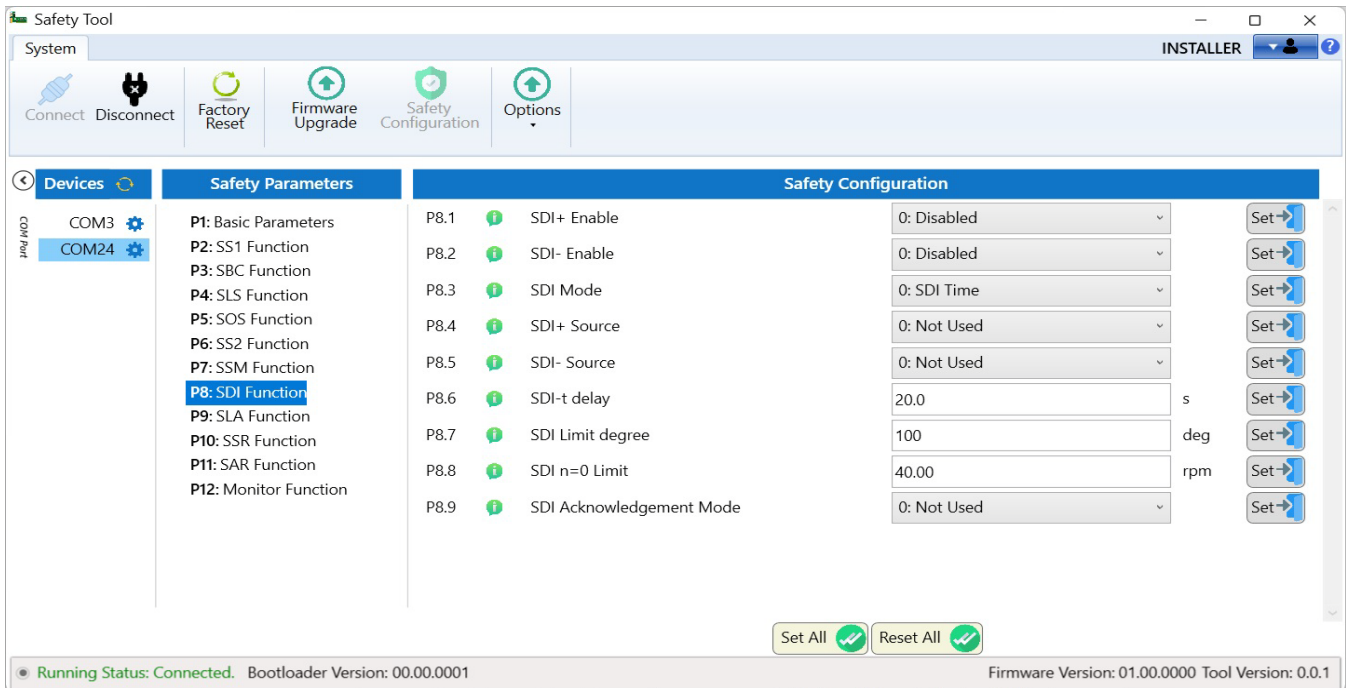 Safety Tool
System
INSTALLER
Connect Disconnect
Factory
Reset
Firmware
Upgrade
Safety
Configuration
Options
Devices
COM Port
COM3
COM24
Safety Parameters
P1: Basic Parameters
P2: SS1 Function
P3: SBC Function
P4: SLS Function
P5: SOS Function
P6: SS2 Function
P7: SSM Function
P8: SDI Function
P9: SLA Function
P10: SSR Function
P11: SAR Function
P12: Monitor Function
Safety Configuration
P8.1 SDI+ Enable 0: Disabled Set
P8.2 SDI- Enable 0: Disabled Set
P8.3 SDI Mode 0: SDI Time Set
P8.4 SDI+ Source 0: Not Used Set
P8.5 SDI- Source 0: Not Used Set
P8.6 SDI-t delay 20.0 s Set
P8.7 SDI Limit degree 100 deg Set
P8.8 SDI n=0 Limit 40.00 rpm Set
P8.9 SDI Acknowledgement Mode 0: Not Used Set
Set All Reset All
Running Status: Connected. Bootloader Version: 00.00.0001 Firmware Version: 01.00.0000 Tool Version: 0.0.1